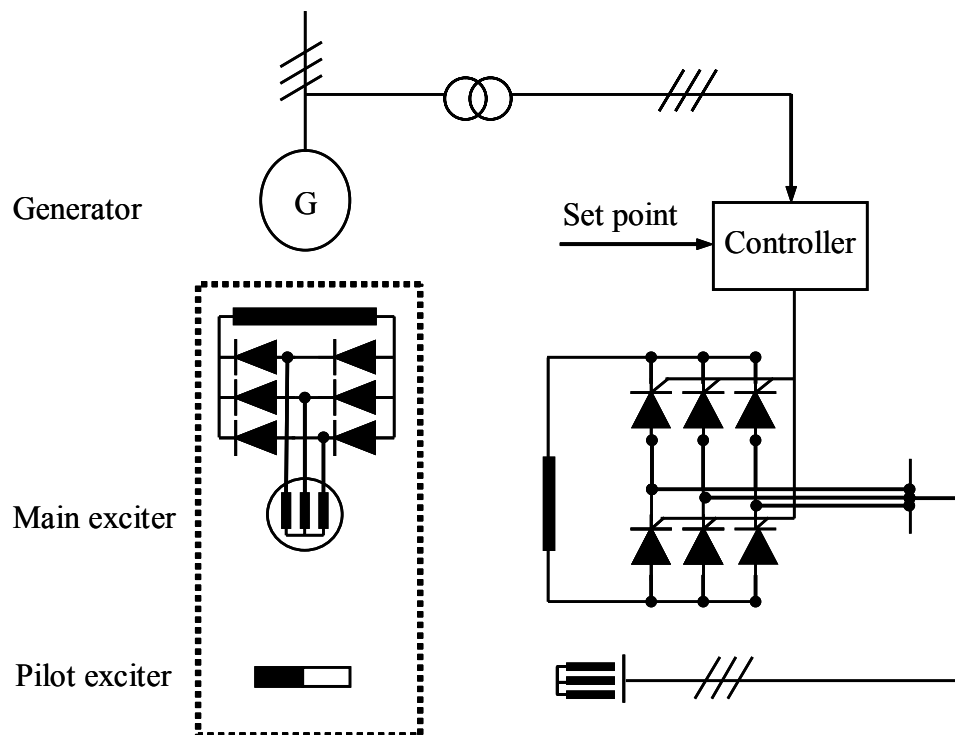 Generator
G
Set point
Controller
Main exciter
Pilot exciter